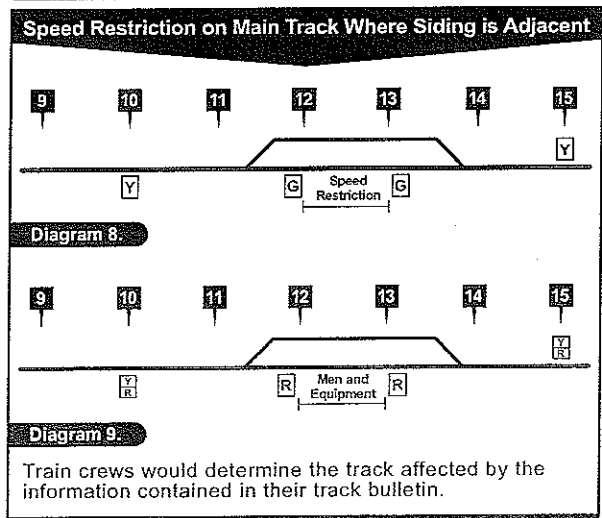 Speed Restriction on Main Track Where Siding is Adjacent
9 10 11 12 13 14 15
Y
Y G Speed G
Restriction
Diagram 8.
9 10 11 12 13 14 15
Y
R
Y R Men and R
R Equipment
Diagram 9.
Train crews would determine the track affected by the
information contained in their track bulletin.